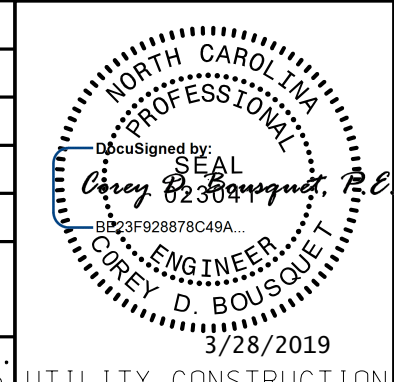 NORTH CAROLINA
PROFESSIONAL
DocuSigned by:
SEAL
Corey D. Bousquet, P.E.
023041
BE23F928878C49A...
ENGINEER
COREY D. BOUSQUET
3/28/2019
UTILITY CONSTRUCTION